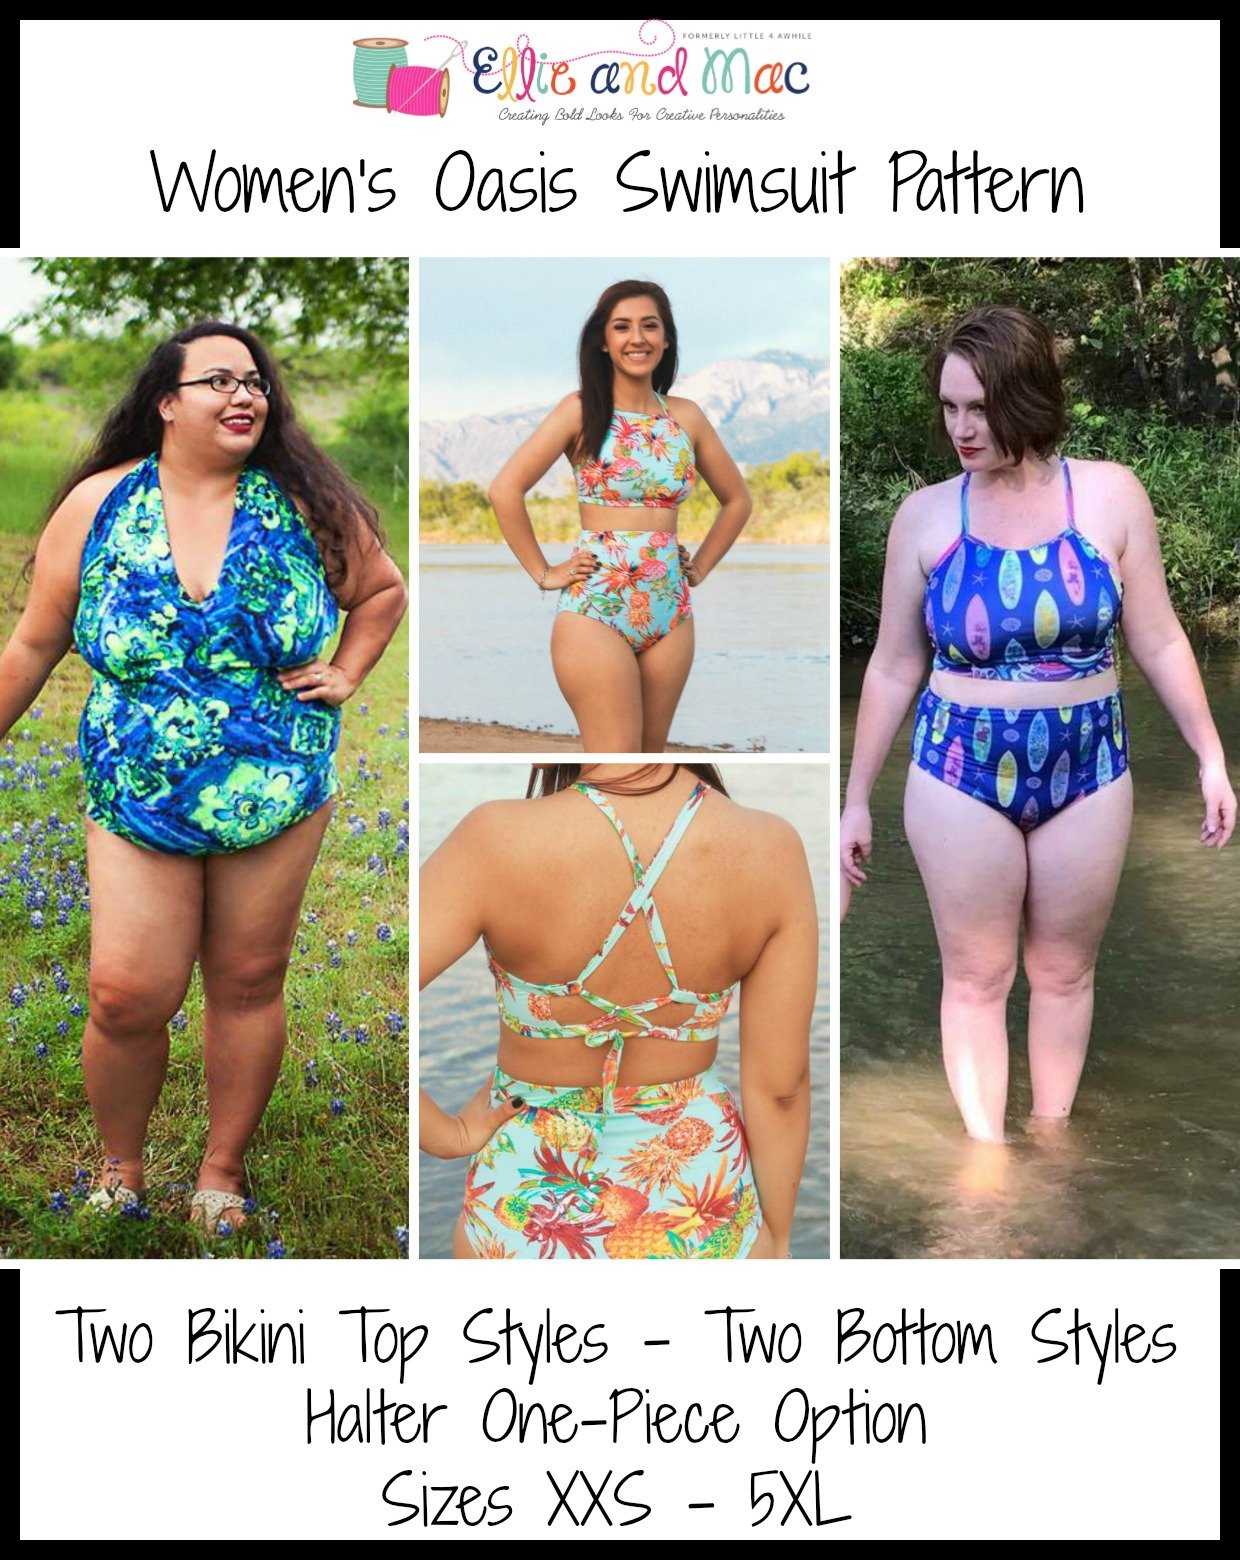 FORMERLY LITTLE 4 AWHILE
Ellie and Mac
Creating Bold Looks For Creative Personalities
Women's Oasis Swimsuit Pattern
Two Bikini Top Styles - Two Bottom Styles
Halter One-Piece Option
Sizes XXS - 5XL